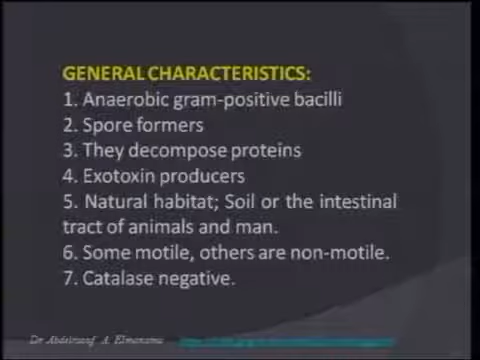 GENERAL CHARACTERISTICS:
1. Anaerobic gram-positive bacilli
2. Spore formers
3. They decompose proteins
4. Exotoxin producers
5. Natural habitat; Soil or the intestinal
tract of animals and man.
6. Some motile, others are non-motile.
7. Catalase negative.
Dr Abdelraouf A. Elmanama